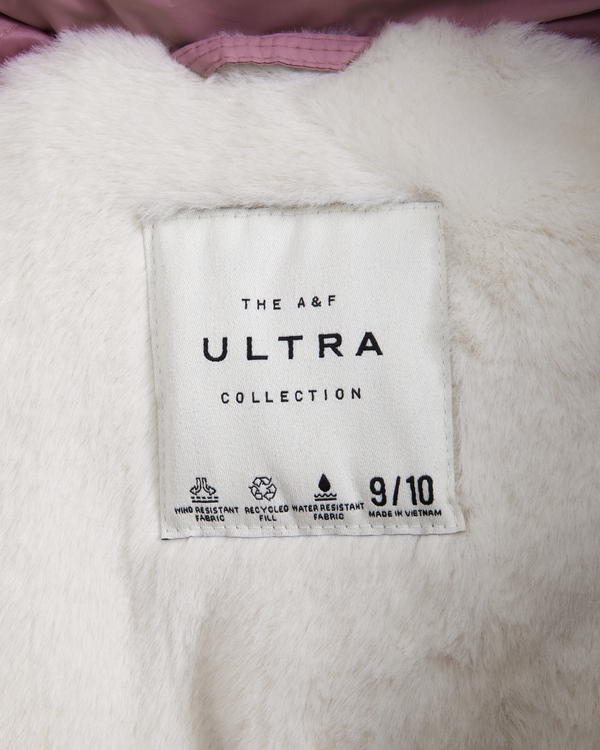 THE A&F
ULTRA
COLLECTION
WIND RESISTANT
FABRIC
RECYCLED
FILL
WATER RESISTANT
FABRIC
9/10
MADE IN VIETNAM